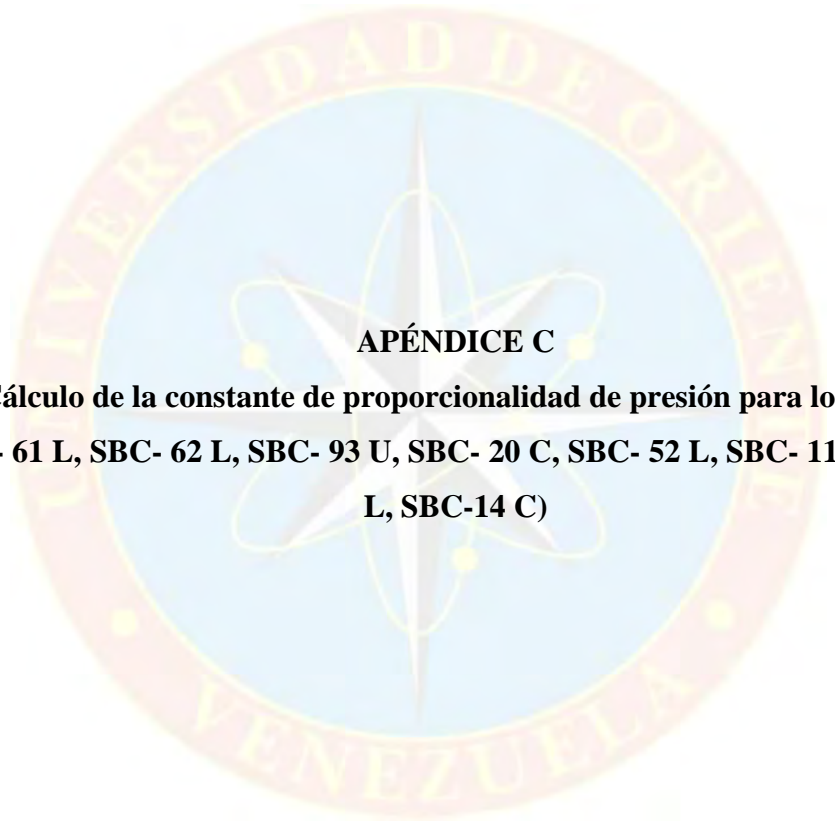 UNIVERSIDAD DE ORIENTE
APÉNDICE C
Cálculo de la constante de proporcionalidad de presión para lo
- 61 L, SBC- 62 L, SBC- 93 U, SBC- 20 C, SBC- 52 L, SBC- 11
L, SBC-14 C)
VENEZUELA